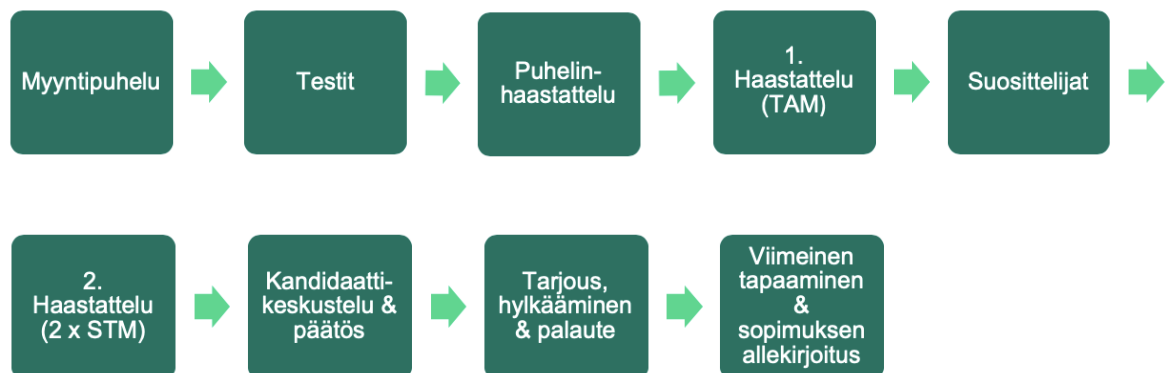 Myyntipuhelu
Testit
Puhelin-
haastattelu
1.
Haastattelu
(TAM)
Suosittelijat
2.
Haastattelu
(2 x STM)
Kandidaatti-
keskustelu &
päätös
Tarjous,
hylkääminen
& palaute
Viimeinen
tapaaminen
&
sopimuksen
allekirjoitus